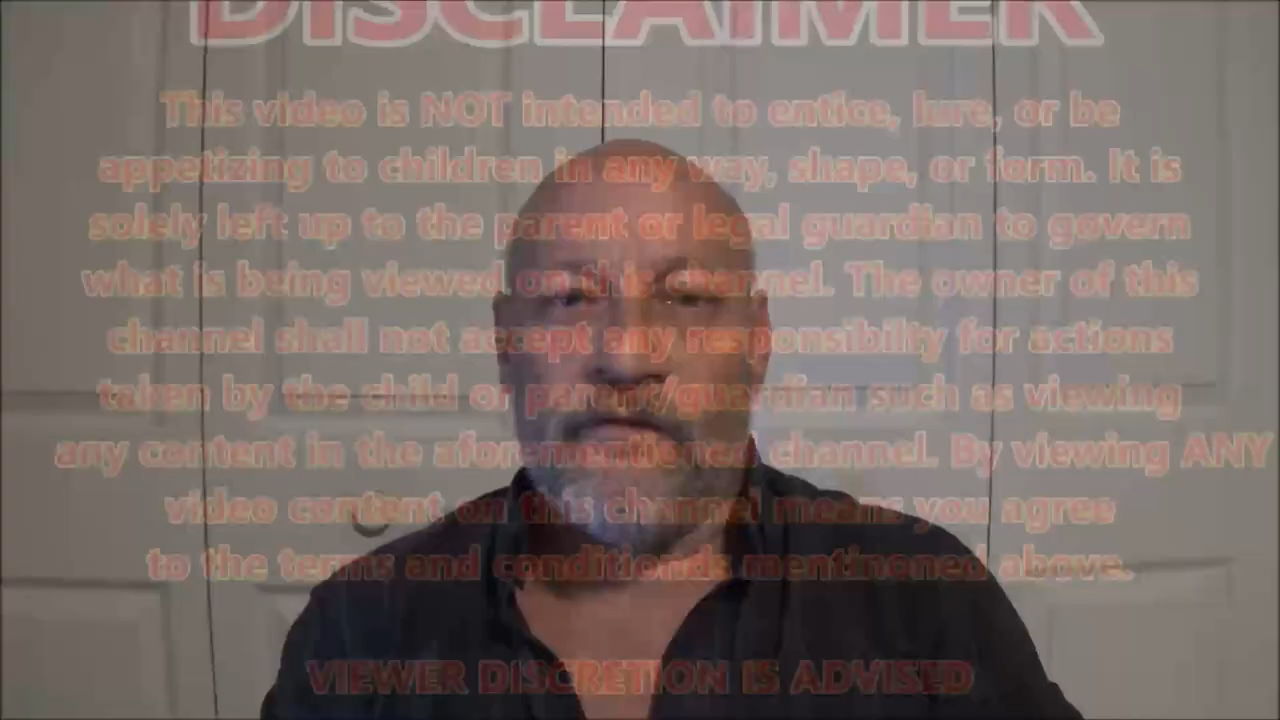 DISCLAIMER
This video is NOT intended to entice, lure, or be
appetizing to children in any way, shape, or form. It is
solely left up to the parent or legal guardian to govern
what is being viewed on this channel. The owner of this
channel shall not accept any responsibilty for actions
taken by the child or parent/guardian such as viewing
any content in the aforementioned channel. By viewing ANY
video content on this channel means you agree
to the terms and conditionds mentinoned above.
VIEWER DISCRETION IS ADVISED